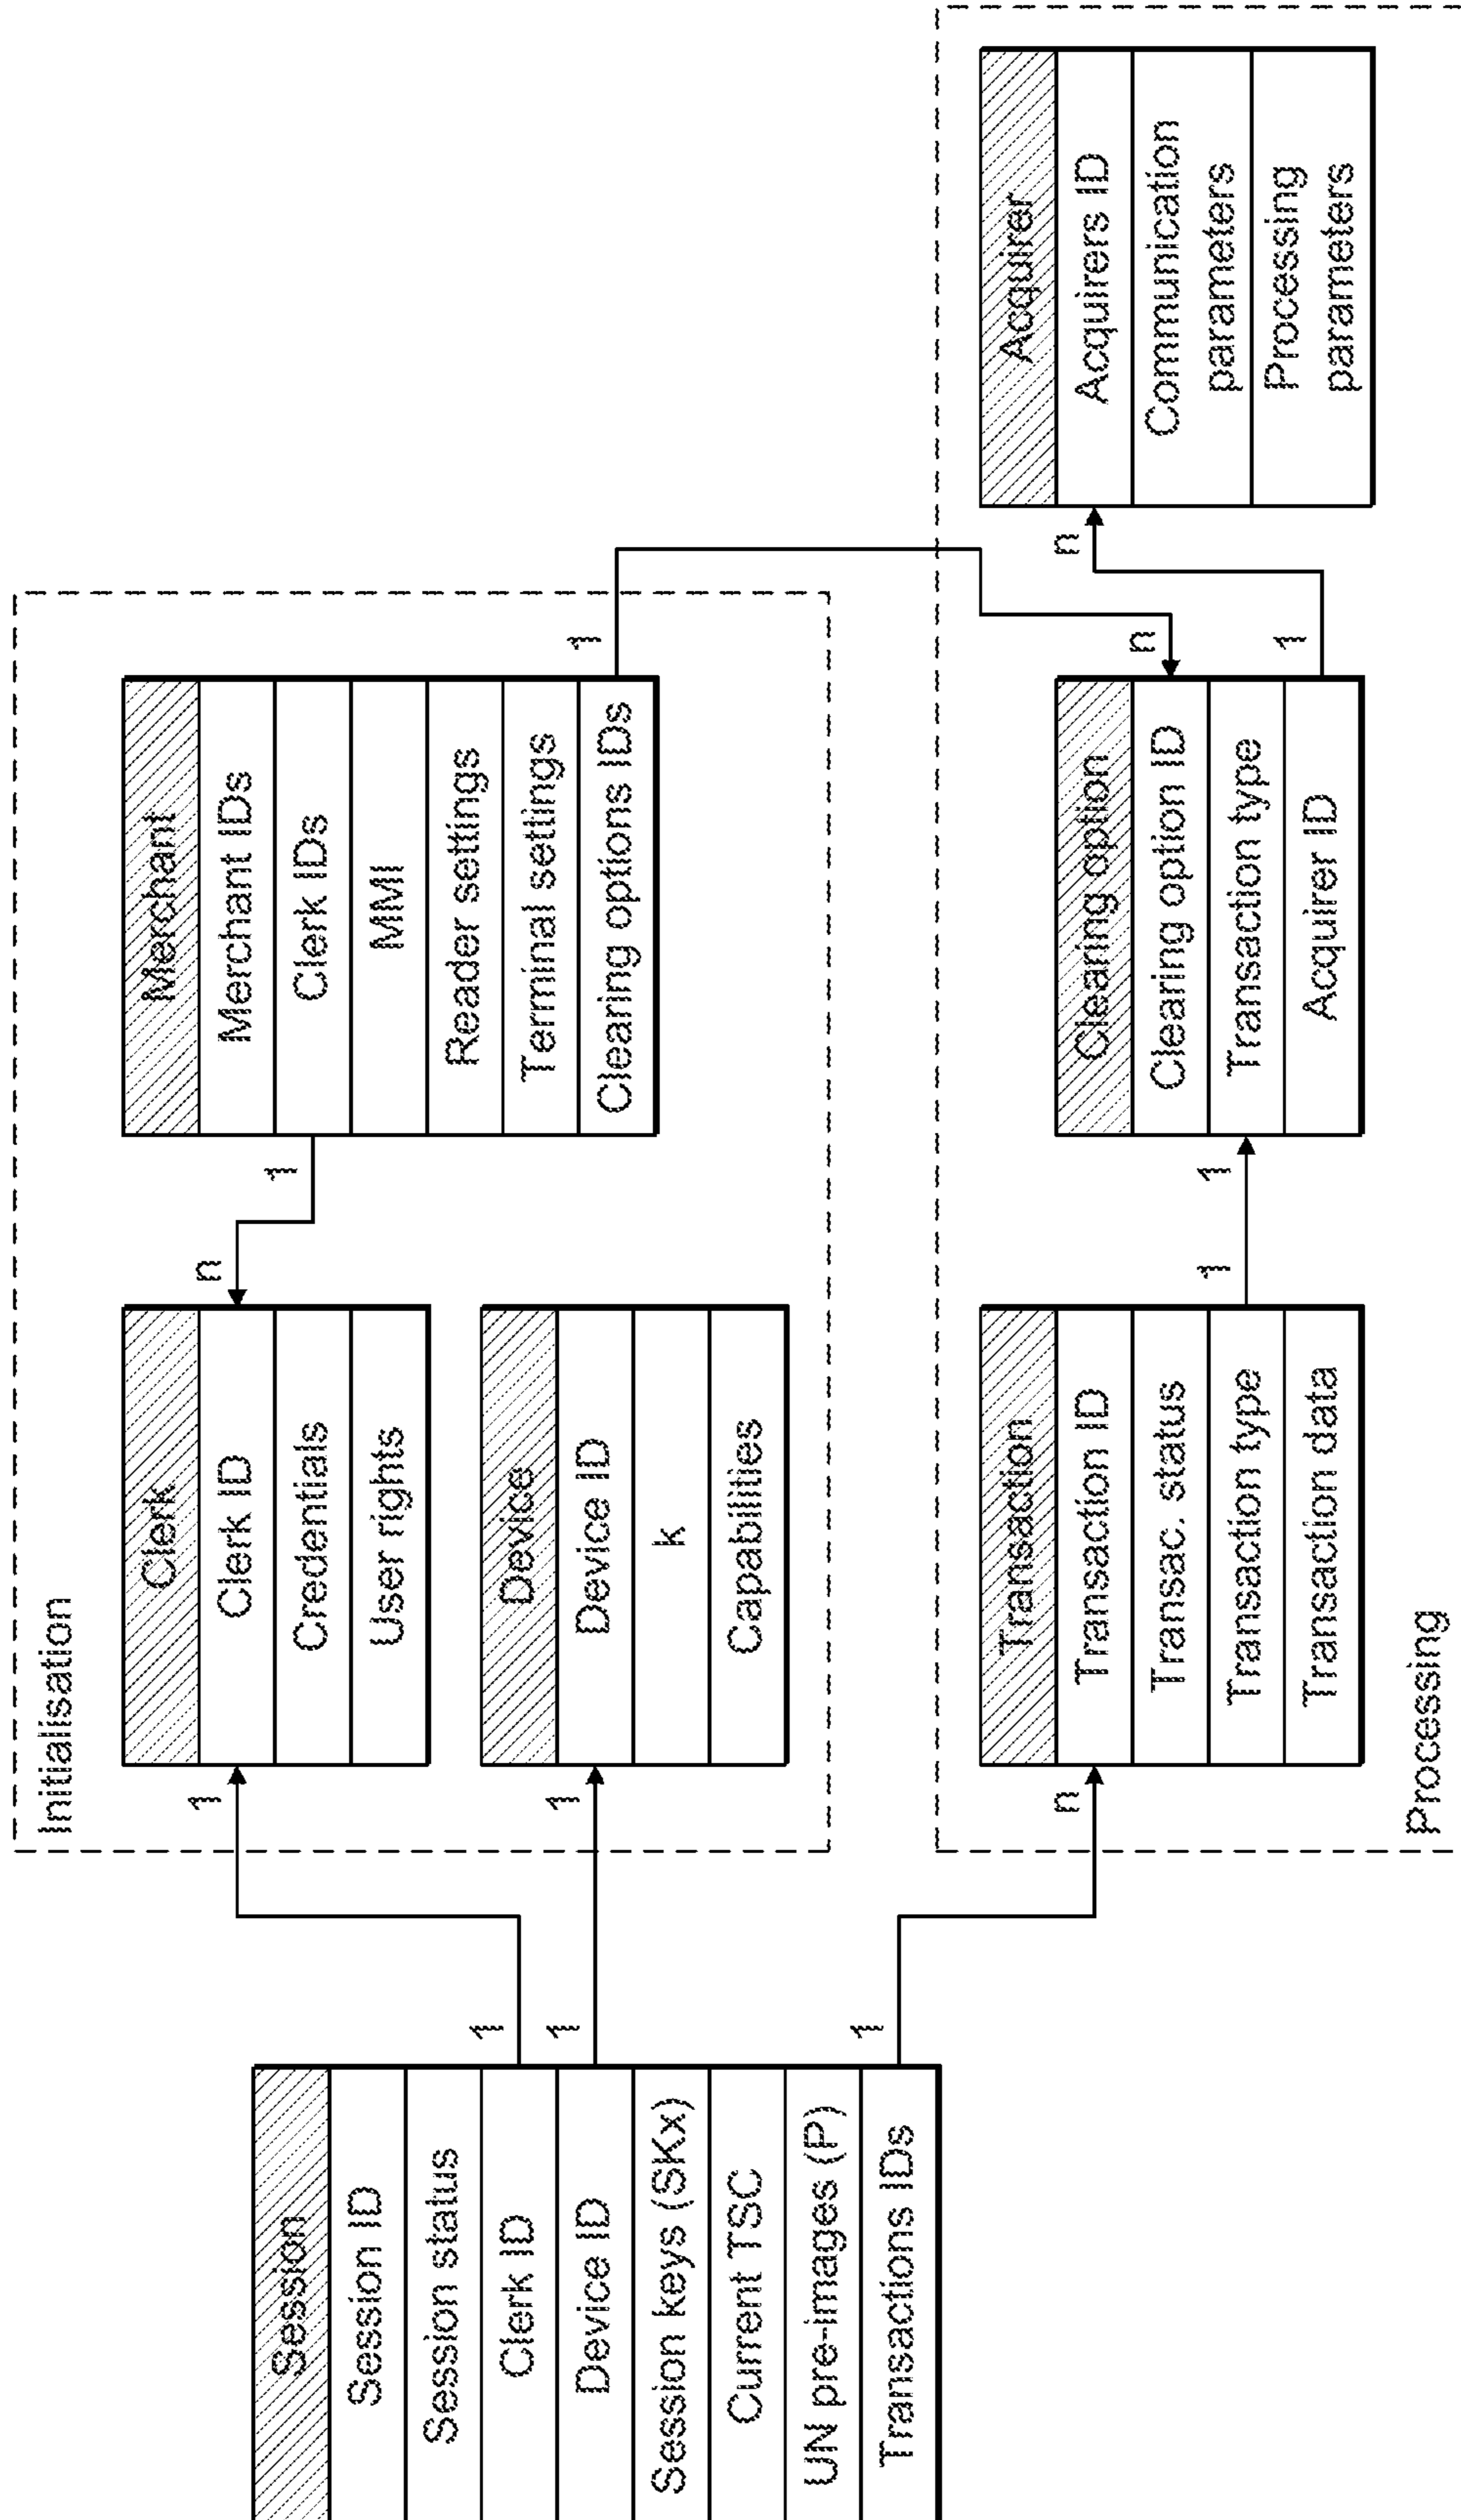 Session
Session ID
Session status
Clerk ID
Device ID
Session keys (SKx)
Current TSC
UN pre-images (P)
Transactions IDs
1
1
1
1
1
n
Initialisation
Clerk
Clerk ID
Credentials
User rights
Device
Device ID
k
Capabilities
n
1
Merchant
Merchant IDs
Clerk IDs
MMI
Reader settings
Terminal settings
Clearing options IDs
1
Processing
Transaction
Transaction ID
Transac. status
Transaction type
Transaction data
1
1
Clearing option
Clearing option ID
Transaction type
Acquirer ID
n
1
n
Acquirer
Acquirers ID
Communication
parameters
Processing
parameters